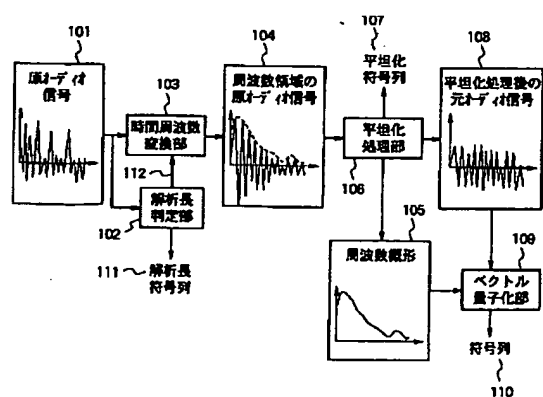 101
原オーディオ
信号
103
時間周波数
変換部
112
解析長
判定部
102
111
解析長
符号列
104
周波数領域の
原オーディオ信号
107
平坦化
符号列
平坦化
処理部
106
105
周波数概形
108
平坦化処理後の
元オーディオ信号
109
ベクトル
量子化部
符号列
110